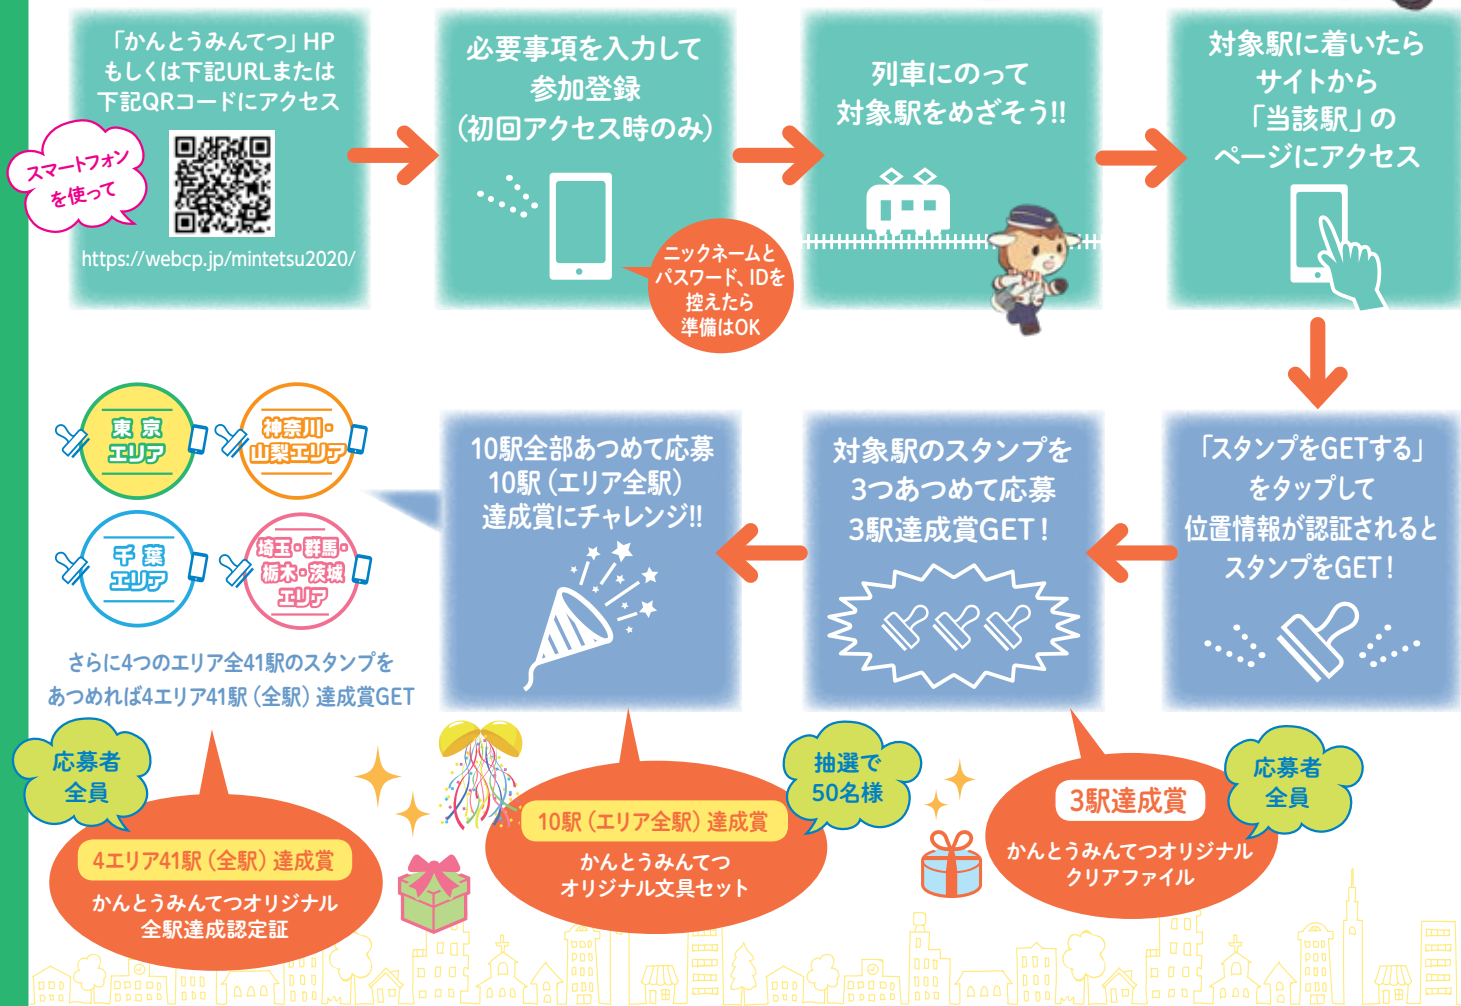 「かんとうみんてつ」HP
もしくは下記URLまたは
下記QRコードにアクセス
スマートフォン
を使って
https://webcp.jp/mintetsu2020/
必要事項を入力して
参加登録
(初回アクセス時のみ)
ニックネームと
パスワード、IDを
控えたら
準備はOK
列車にのって
対象駅をめざそう!!
対象駅に着いたら
サイトから
「当該駅」の
ページにアクセス
「スタンプをGETする」
をタップして
位置情報が認証されると
スタンプをGET!
対象駅のスタンプを
3つあつめて応募
3駅達成賞GET!
10駅全部あつめて応募
10駅(エリア全駅)
達成賞にチャレンジ!!
東京
エリア
神奈川・
山梨エリア
千葉
エリア
埼玉・群馬・
栃木・茨城
エリア
さらに4つのエリア全41駅のスタンプを
あつめれば4エリア41駅(全駅)達成賞GET
応募者
全員
4エリア41駅(全駅)達成賞
かんとうみんてつオリジナル
全駅達成認定証
抽選で
50名様
10駅(エリア全駅)達成賞
かんとうみんてつ
オリジナル文具セット
応募者
全員
3駅達成賞
かんとうみんてつオリジナル
クリアファイル